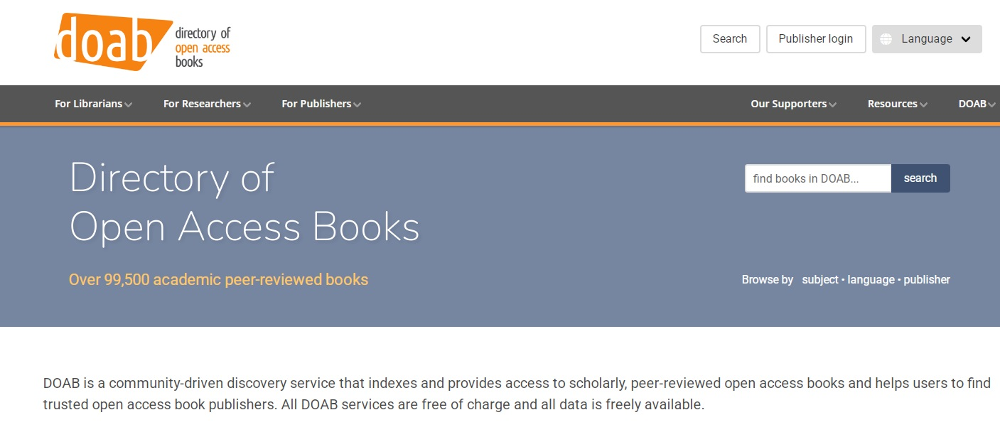 doab directory of
open access
books
Search
Publisher login
Language
For Librarians
For Researchers
For Publishers
Our Supporters
Resources
DOAB
Directory of
Open Access Books
find books in DOAB...
search
Over 99,500 academic peer-reviewed books
Browse by subject • language • publisher
DOAB is a community-driven discovery service that indexes and provides access to scholarly, peer-reviewed open access books and helps users to find
trusted open access book publishers. All DOAB services are free of charge and all data is freely available.